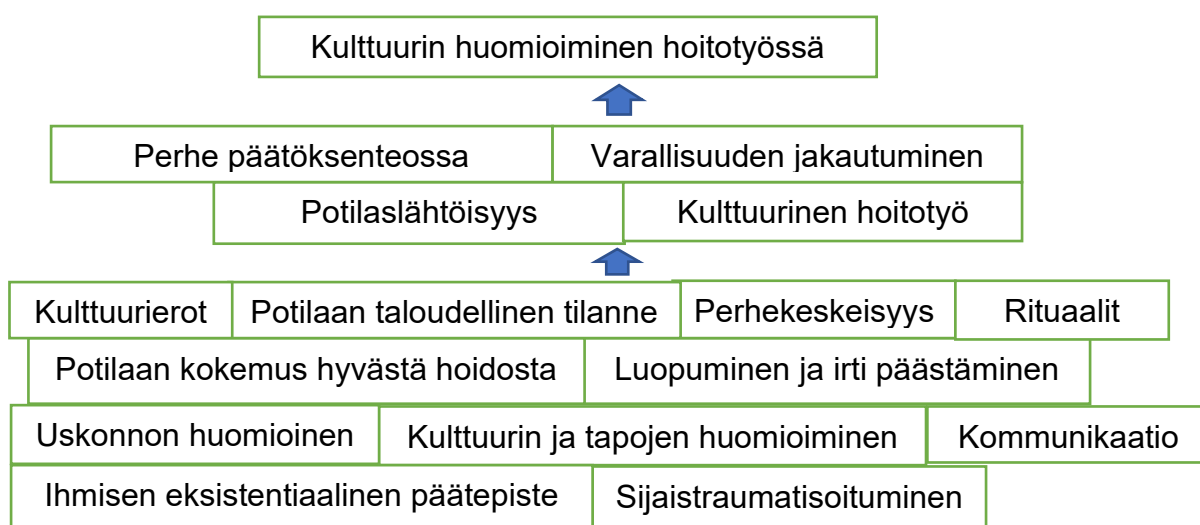 Kulttuurin huomioiminen hoitotyössä
Perhe päätöksenteossa Varallisuuden jakautuminen
Potilaslähtöisyys Kulttuurinen hoitotyö
Kulttuurierot Potilaan taloudellinen tilanne Perhekeskeisyys Rituaalit
Potilaan kokemus hyvästä hoidosta Luopuminen ja irti päästäminen
Uskonnon huomioinen Kulttuurin ja tapojen huomioiminen Kommunikaatio
Ihmisen eksistentiaalinen päätepiste Sijaistraumatisoituminen